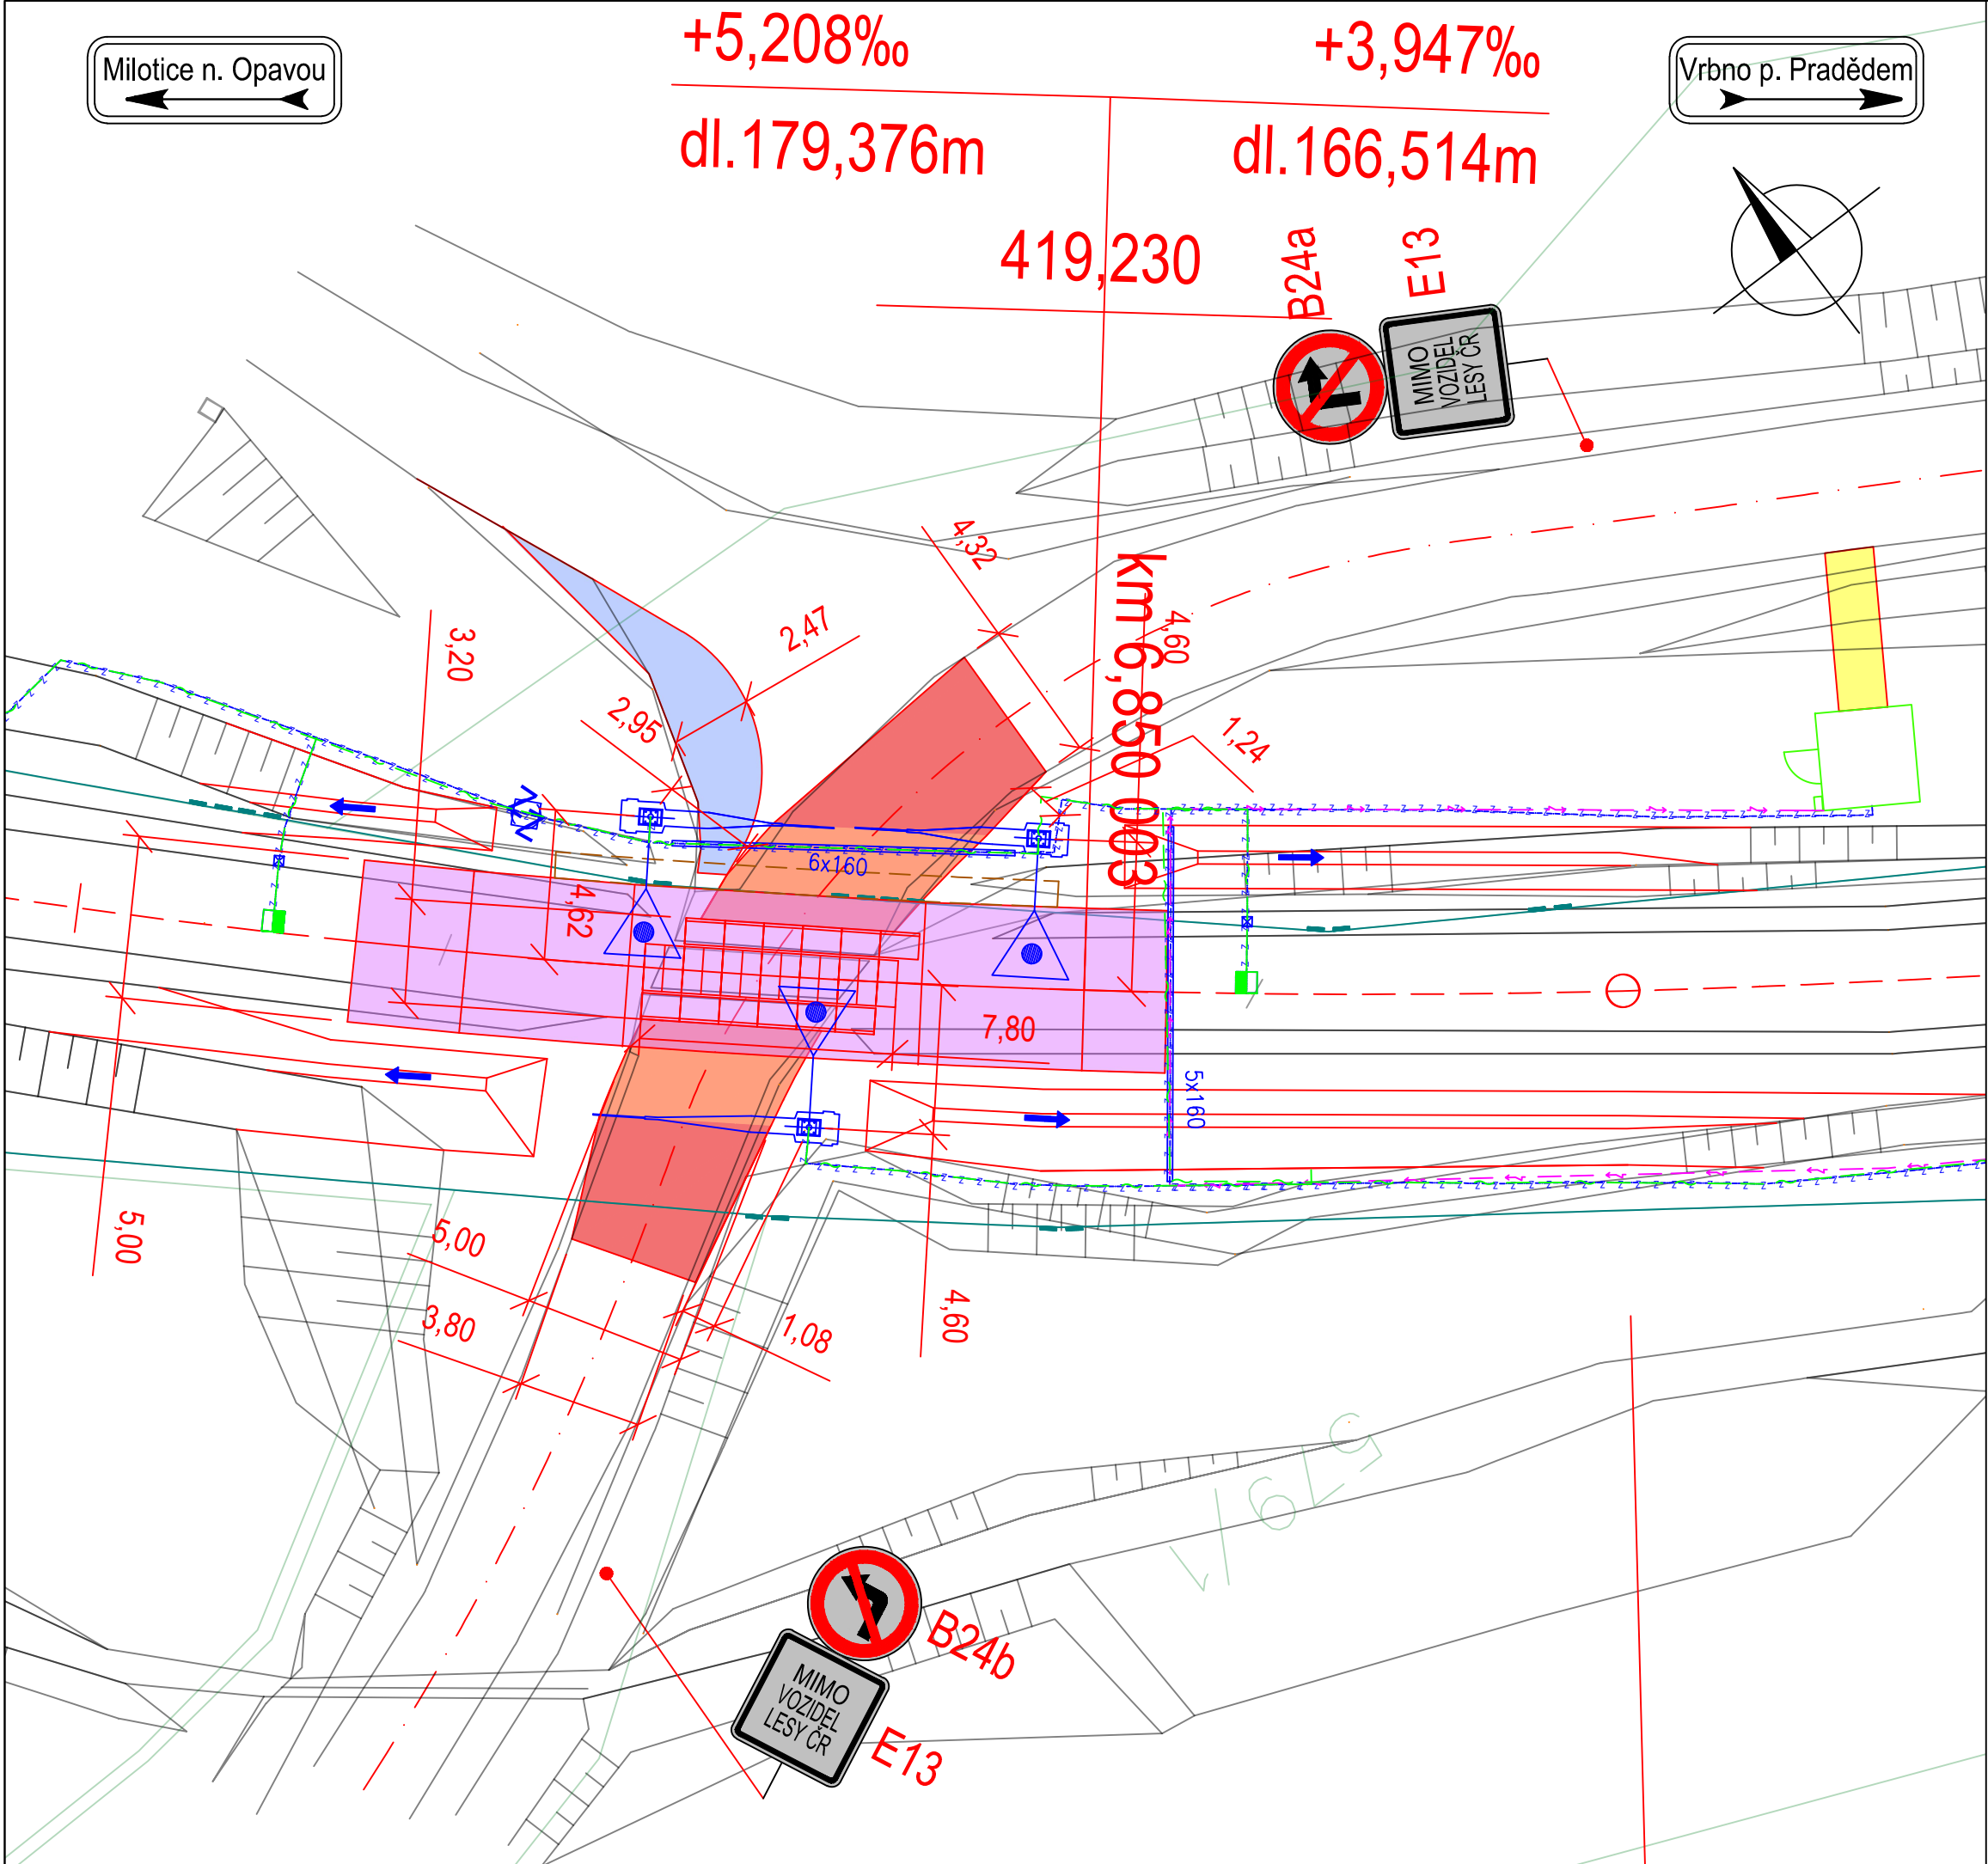 +5,208‰
+3,947‰
Milotice n. Opavou
Vrbno p. Pradědem
dl.179,376m
dl.166,514m
419,230
B24a
E13
MIMO
VOZIDEL
LESY ČR
4,32
km 6,850 003
4,60
2,47
3,20
2,95
1,24
6x160
4,62
7,80
5x160
5,00
5,00
3,80
1,08
4,60
B24b
MIMO
VOZIDEL
LESY ČR
E13